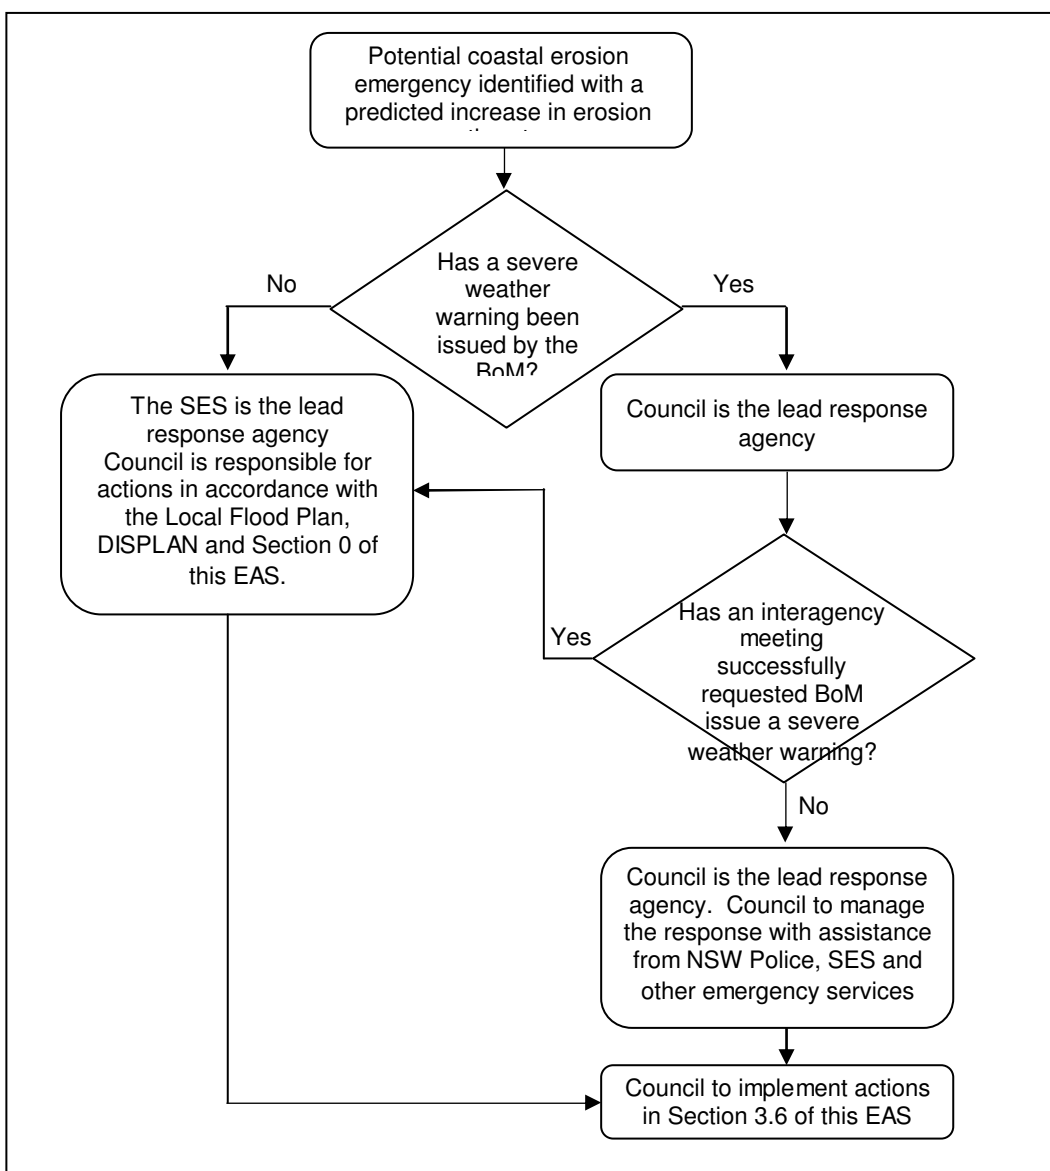 Potential coastal erosion
emergency identified with a
predicted increase in erosion
Has a severe
weather
warning been
issued by the
BoM?
No
Yes
The SES is the lead
response agency
Council is responsible for
actions in accordance with
the Local Flood Plan,
DISPLAN and Section 0 of
this EAS.
Council is the lead response
agency
Has an interagency
meeting
successfully
requested BoM
issue a severe
weather warning?
Yes
No
Council is the lead response
agency.  Council to manage
the response with assistance
from NSW Police, SES and
other emergency services
Council to implement actions
in Section 3.6 of this EAS